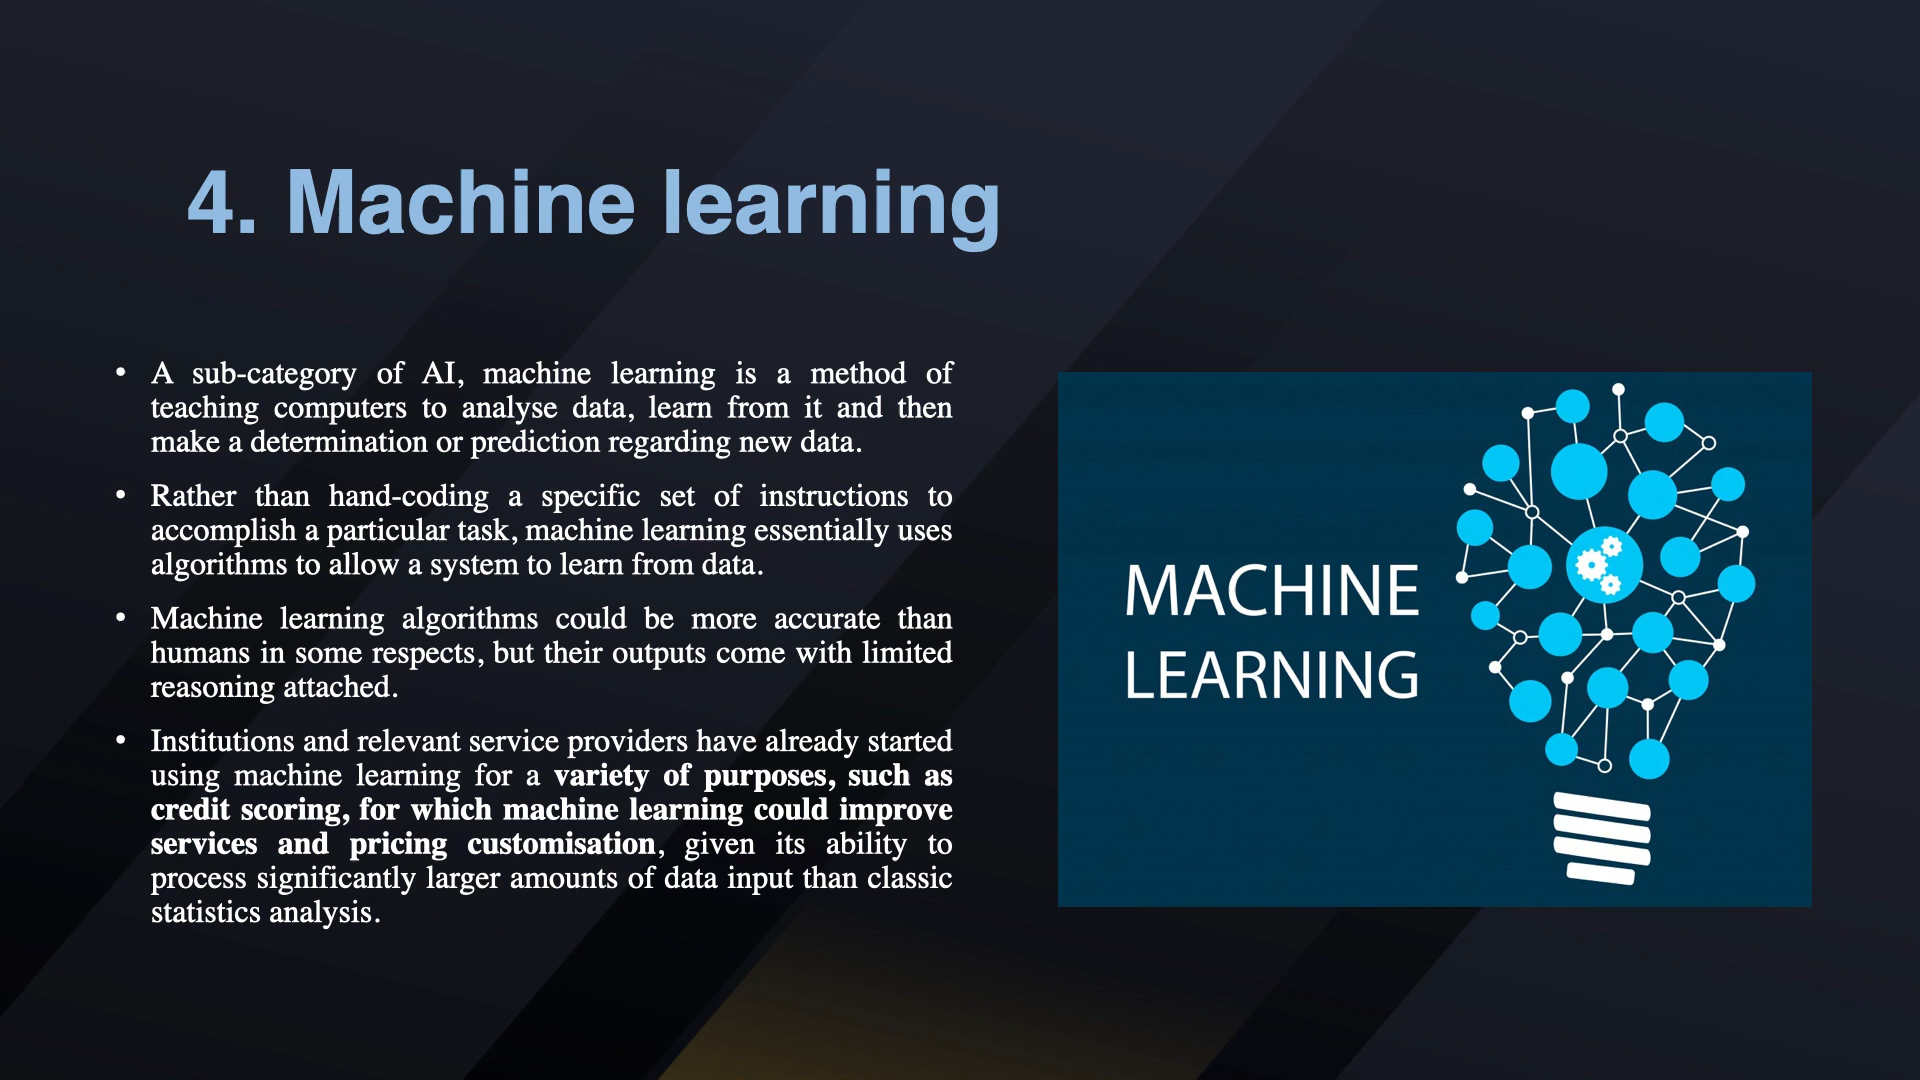 4. Machine learning
• A sub-category of AI, machine learning is a method of
teaching computers to analyse data, learn from it and then
make a determination or prediction regarding new data.
• Rather than hand-coding a specific set of instructions to
accomplish a particular task, machine learning essentially uses
algorithms to allow a system to learn from data.
• Machine learning algorithms could be more accurate than
humans in some respects, but their outputs come with limited
reasoning attached.
• Institutions and relevant service providers have already started
using machine learning for a variety of purposes, such as
credit scoring, for which machine learning could improve
services and pricing customisation, given its ability to
process significantly larger amounts of data input than classic
statistics analysis.
MACHINE
LEARNING